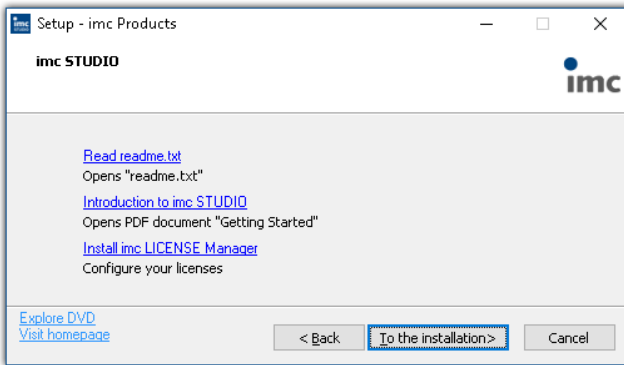 imc
Setup - imc Products
imc STUDIO
imc
Read readme.txt
Opens "readme.txt"
Introduction to imc STUDIO
Opens PDF document "Getting Started"
Install imc LICENSE Manager
Configure your licenses
Explore DVD
Visit homepage
< Back To the installation> Cancel